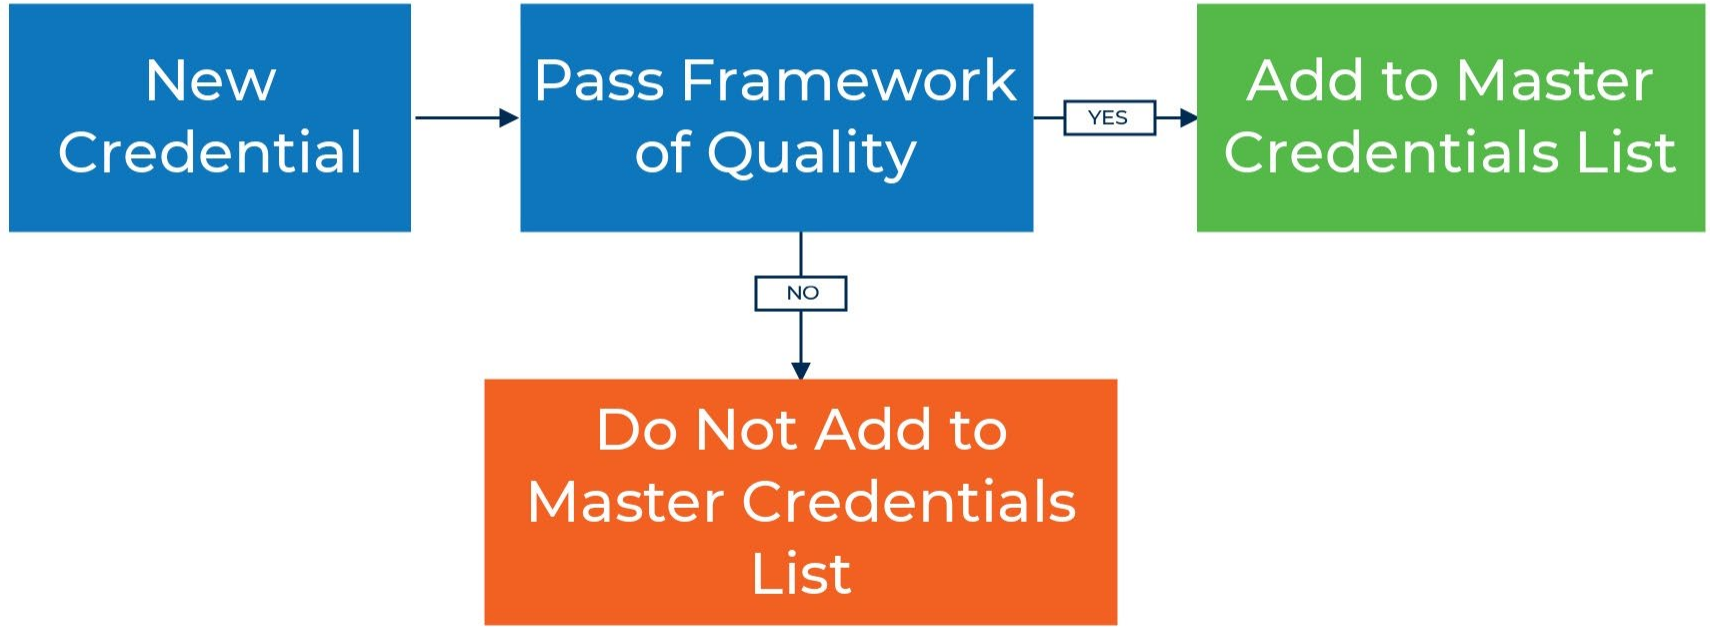 New
Credential
Pass Framework
of Quality
YES
Add to Master
Credentials List
NO
Do Not Add to
Master Credentials
List